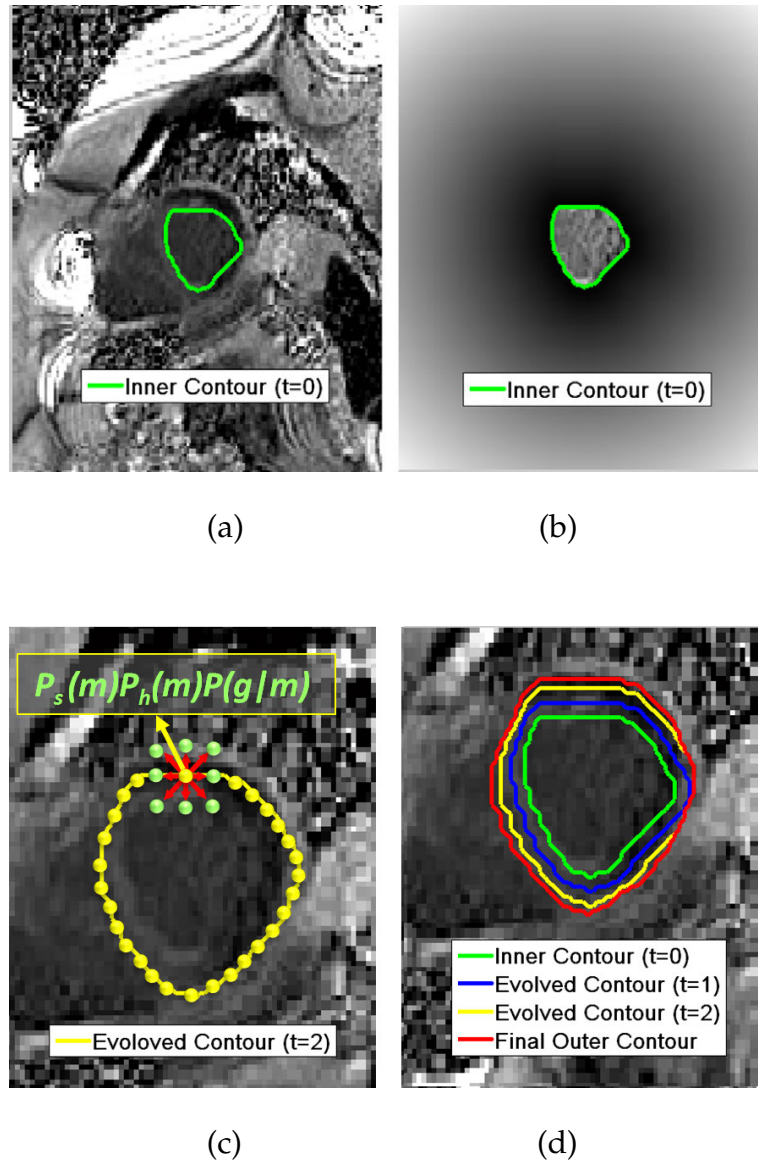 Inner Contour (t=0)
Inner Contour (t=0)
(a)
(b)
Ps(m)Ph(m)P(g|m)
Evoloved Contour (t=2)
Inner Contour (t=0)
Evolved Contour (t=1)
Evolved Contour (t=2)
Final Outer Contour
(c)
(d)